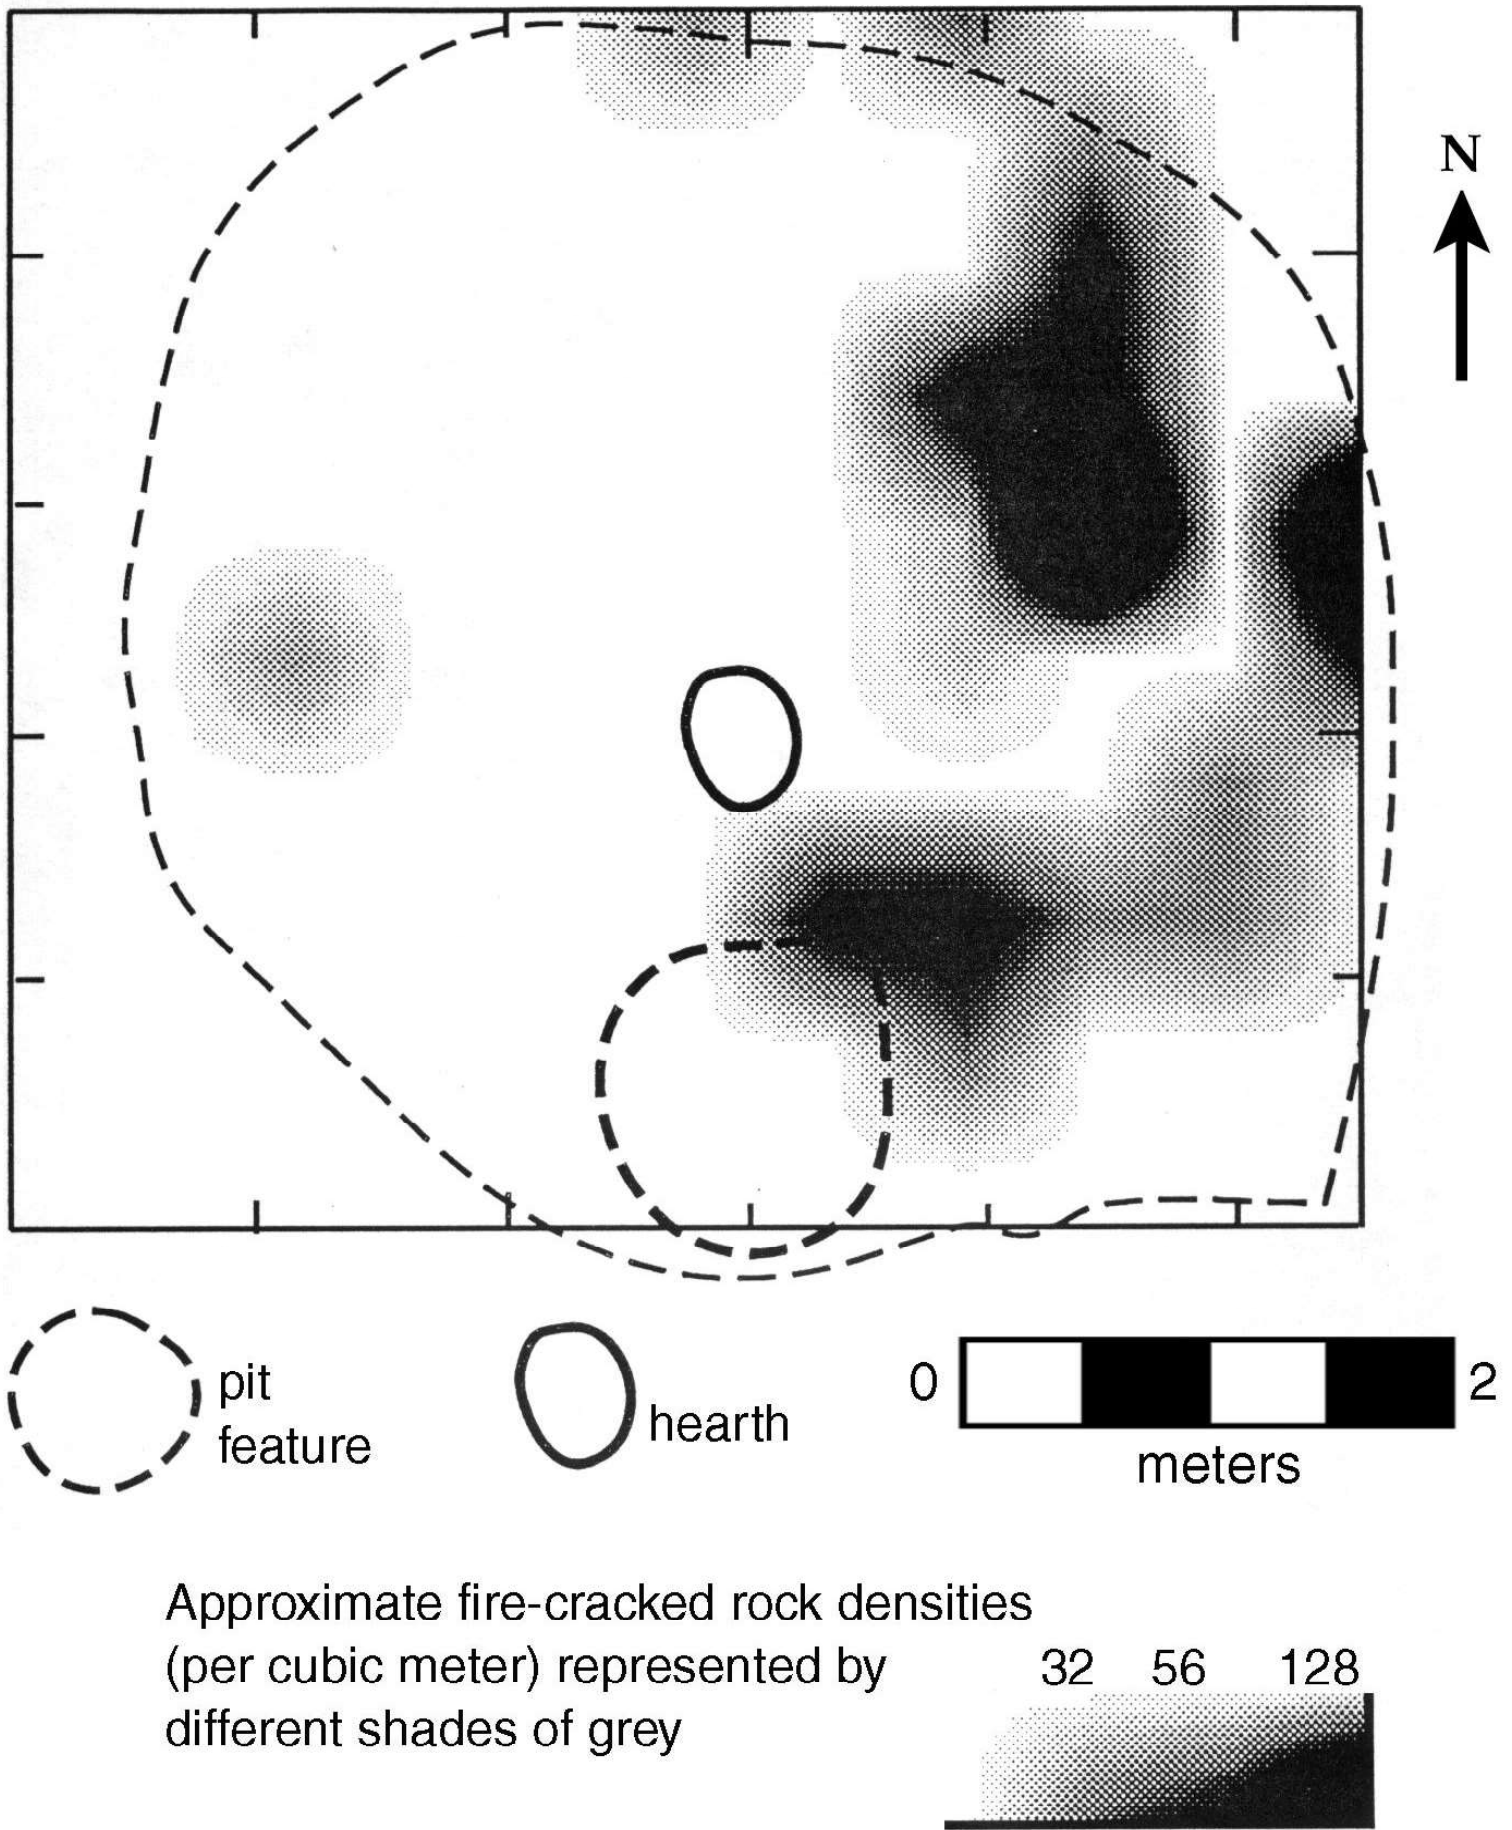 N
pit
feature
hearth
0 2
meters
Approximate fire-cracked rock densities
(per cubic meter) represented by
different shades of grey
32 56 128